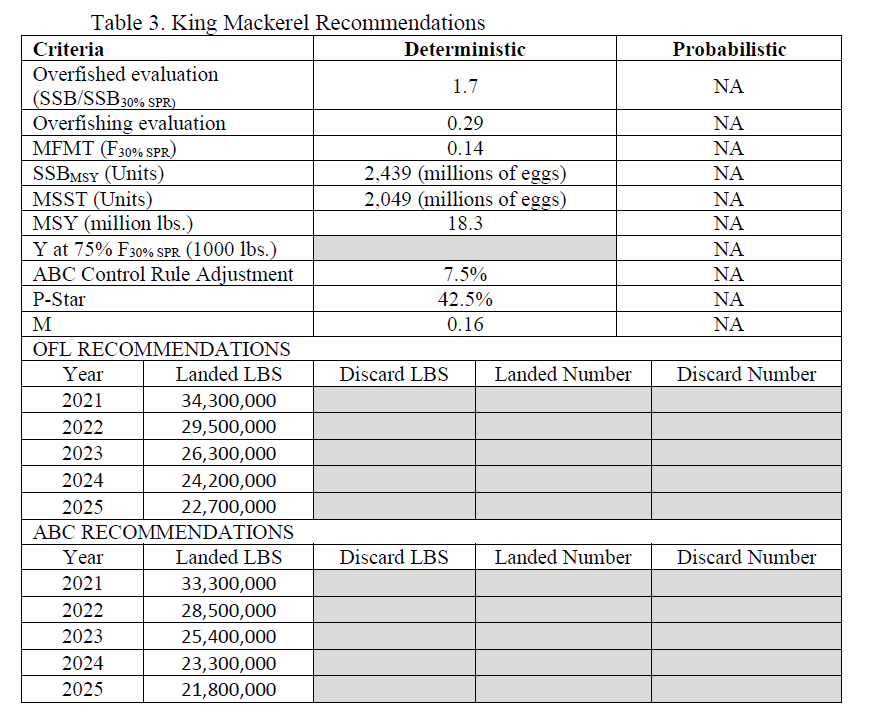 Table 3. King Mackerel Recommendations
Criteria Deterministic Probabilistic
Overfished evaluation
(SSB/SSB30% SPR) 1.7 NA
Overfishing evaluation 0.29 NA
MFMT (F30% SPR) 0.14 NA
SSBMSY (Units) 2,439 (millions of eggs) NA
MSST (Units) 2,049 (millions of eggs) NA
MSY (million lbs.) 18.3 NA
Y at 75% F30% SPR (1000 lbs.) NA
ABC Control Rule Adjustment 7.5% NA
P-Star 42.5% NA
M 0.16 NA
OFL RECOMMENDATIONS
Year Landed LBS Discard LBS Landed Number Discard Number
2021 34,300,000
2022 29,500,000
2023 26,300,000
2024 24,200,000
2025 22,700,000
ABC RECOMMENDATIONS
Year Landed LBS Discard LBS Landed Number Discard Number
2021 33,300,000
2022 28,500,000
2023 25,400,000
2024 23,300,000
2025 21,800,000